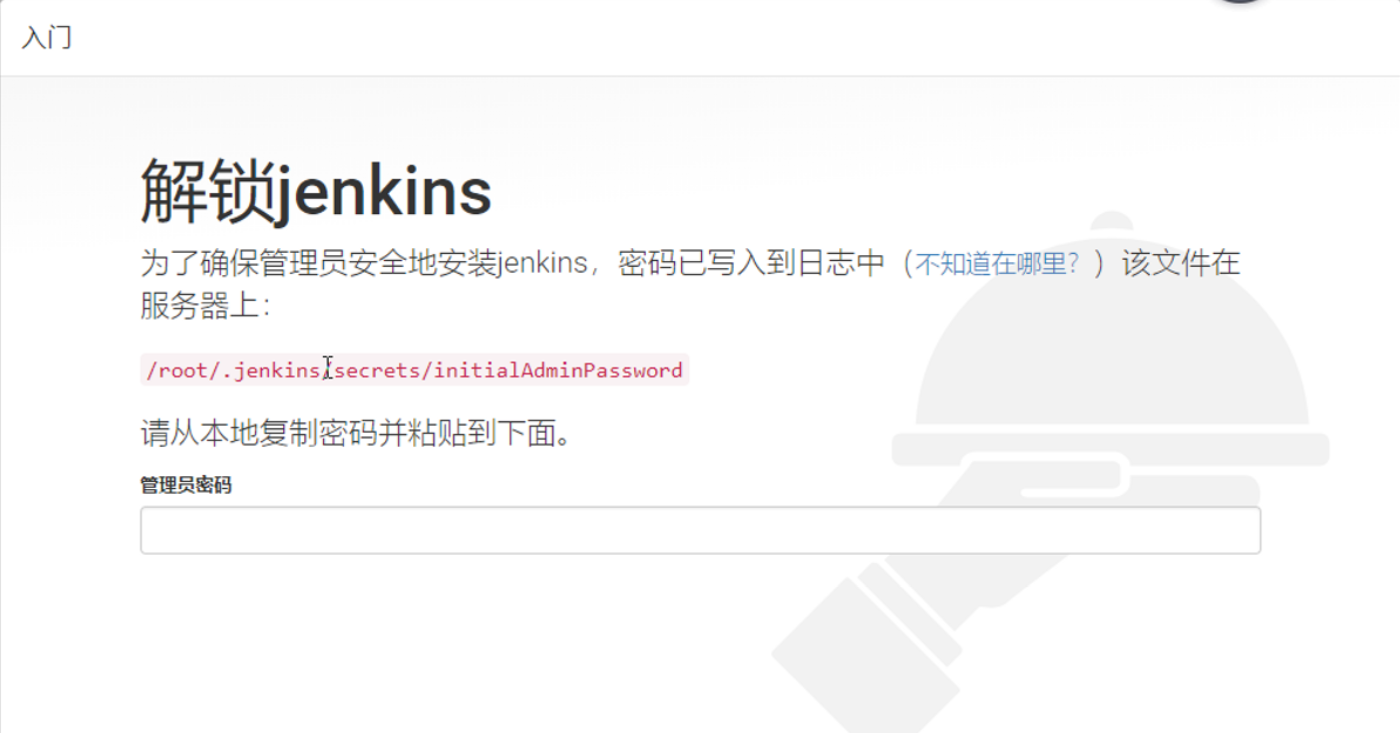 入门
解锁jenkins
为了确保管理员安全地安装jenkins，密码已写入到日志中（不知道在哪里？）该文件在
服务器上：
/root/.jenkins/secrets/initialAdminPassword
请从本地复制密码并粘贴到下面。
管理员密码